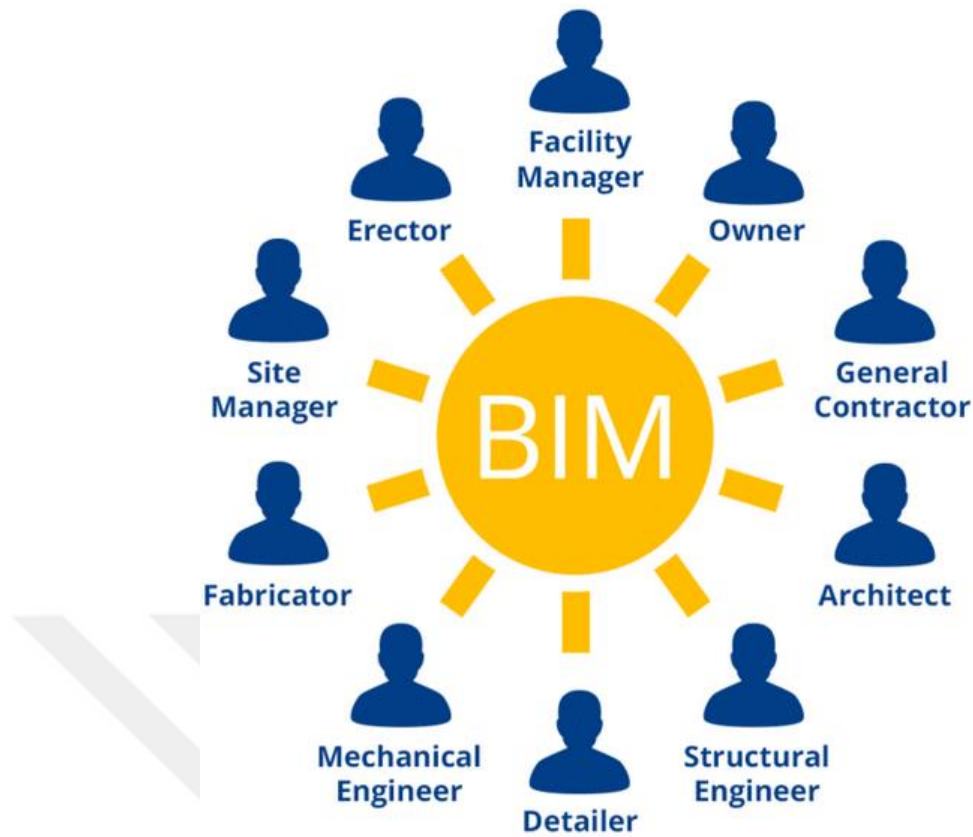 Facility
Manager
Erector
Owner
Site
Manager
General
Contractor
BIM
Fabricator
Architect
Mechanical
Engineer
Structural
Engineer
Detailer